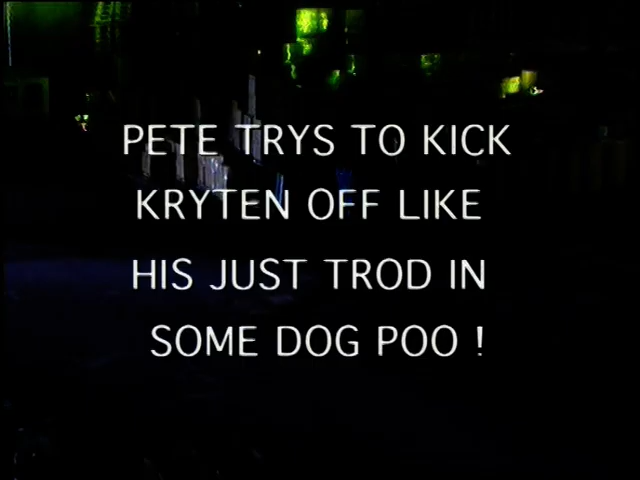 PETE TRYS TO KICK
KRYTEN OFF LIKE
HIS JUST TROD IN
SOME DOG POO !